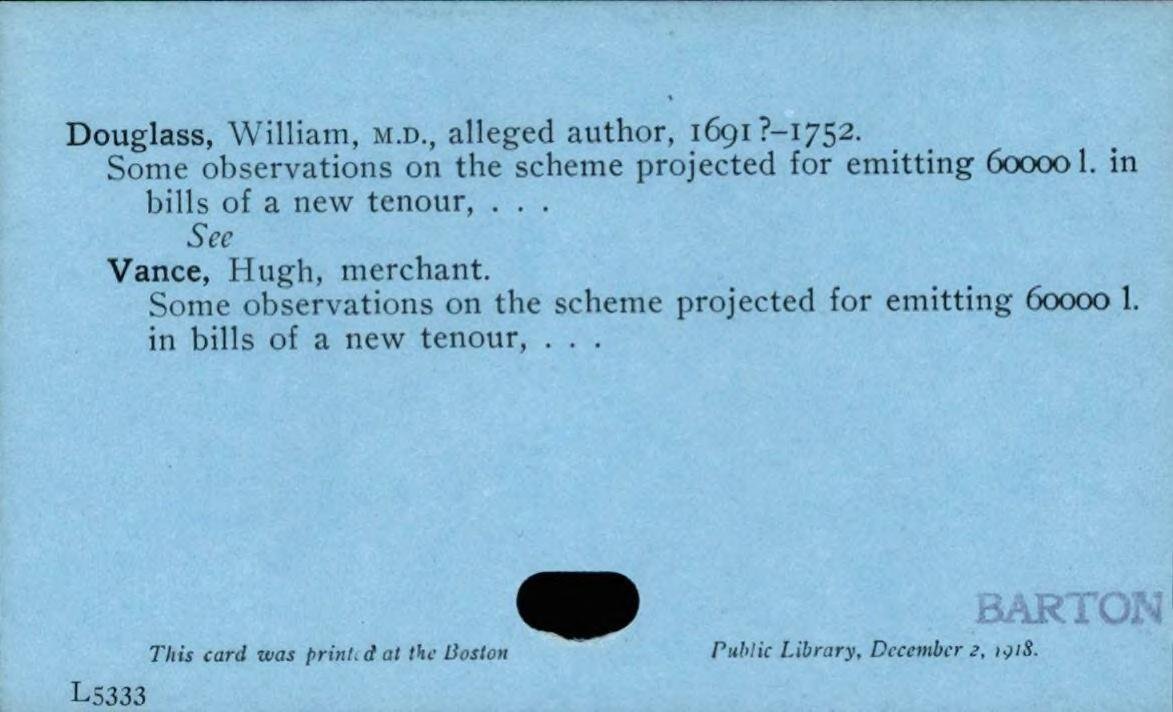 Douglass, William, M.D., alleged author, 1691?-1752.
Some observations on the scheme projected for emitting 60000 l. in
bills of a new tenour, . . .
See
Vance, Hugh, merchant.
Some observations on the scheme projected for emitting 60000 l.
in bills of a new tenour, . . .
BARTON
This card was printed at the Boston Public Library, December 2, 1918.
L5333